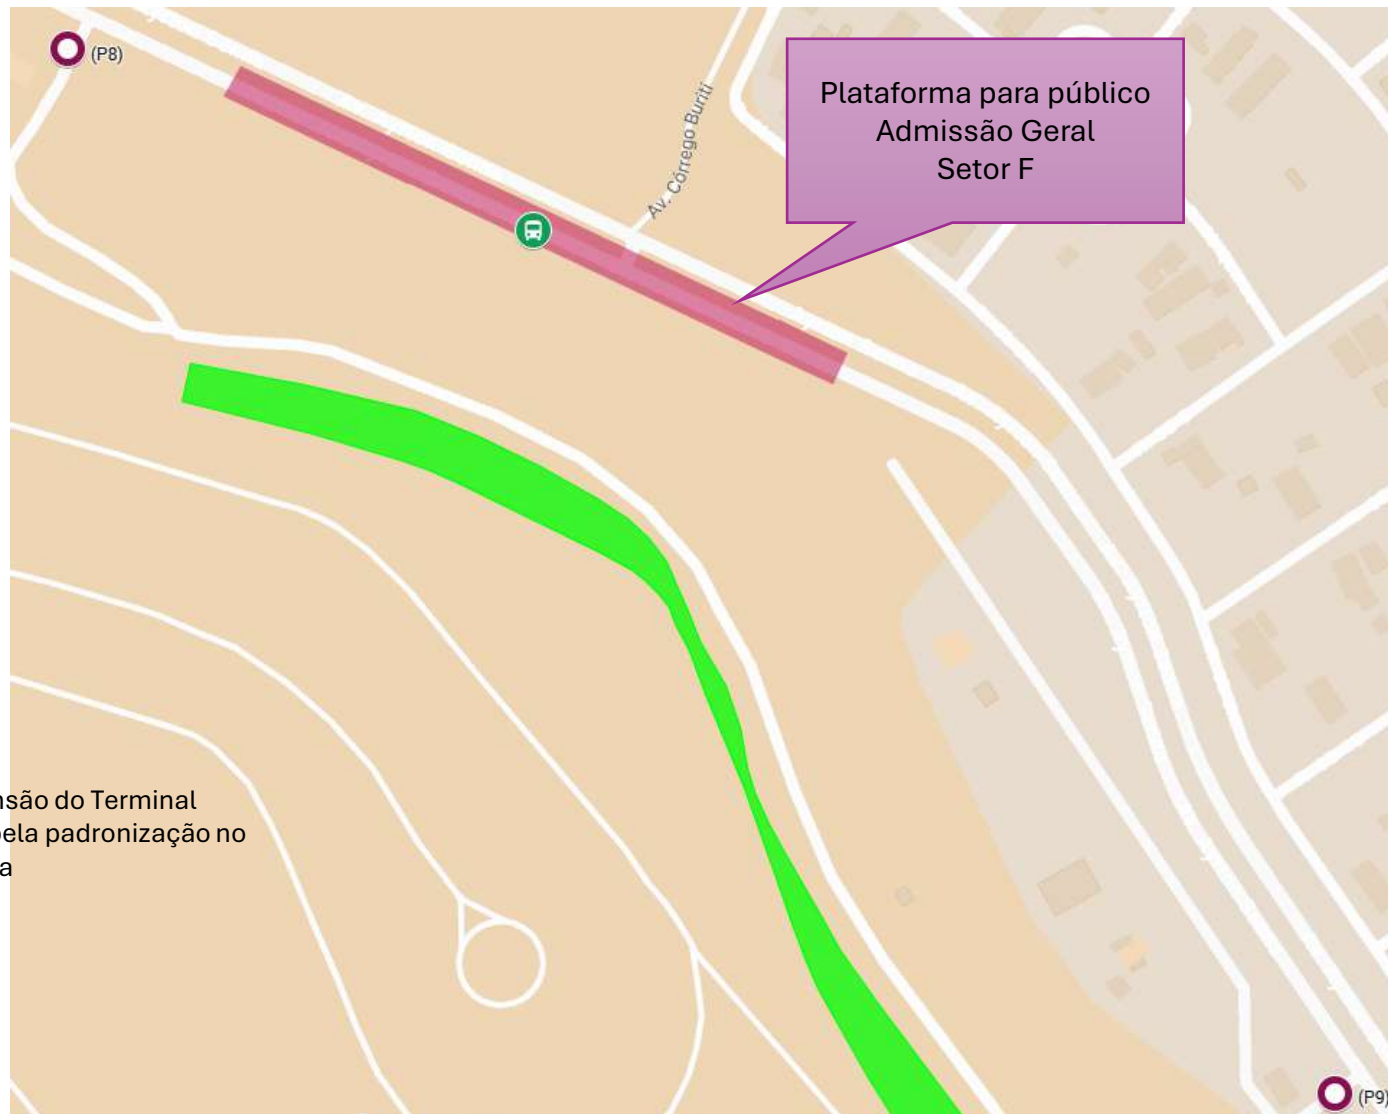 (P8)
Plataforma para público
Admissão Geral
Setor F
Av. Córrego Buriti
nsão do Terminal
pela padronização no
a
(P9)